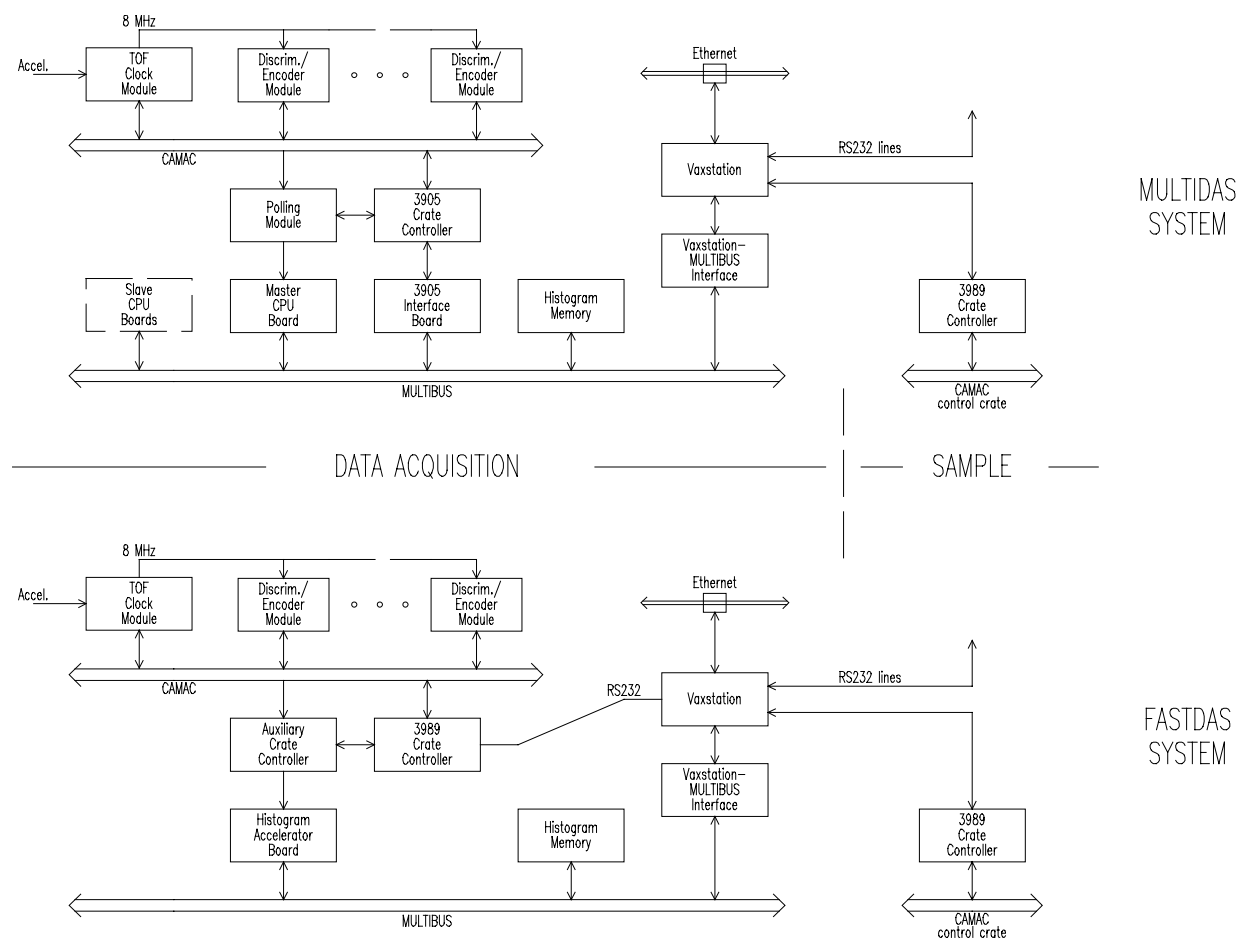 8 MHz
Accel.
TOF
Clock
Module
Discrim./
Encoder
Module
Discrim./
Encoder
Module
CAMAC
Polling
Module
3905
Crate
Controller
Slave
CPU
Boards
Master
CPU
Board
3905
Interface
Board
Histogram
Memory
MULTIBUS
Ethernet
Vaxstation
RS232 lines
Vaxstation–
MULTIBUS
Interface
3989
Crate
Controller
CAMAC
control crate
MULTIDAS
SYSTEM
DATA ACQUISITION
SAMPLE
8 MHz
Accel.
TOF
Clock
Module
Discrim./
Encoder
Module
Discrim./
Encoder
Module
CAMAC
Auxiliary
Crate
Controller
3989
Crate
Controller
RS232
Histogram
Accelerator
Board
Histogram
Memory
MULTIBUS
Ethernet
Vaxstation
RS232 lines
Vaxstation–
MULTIBUS
Interface
3989
Crate
Controller
CAMAC
control crate
FASTDAS
SYSTEM